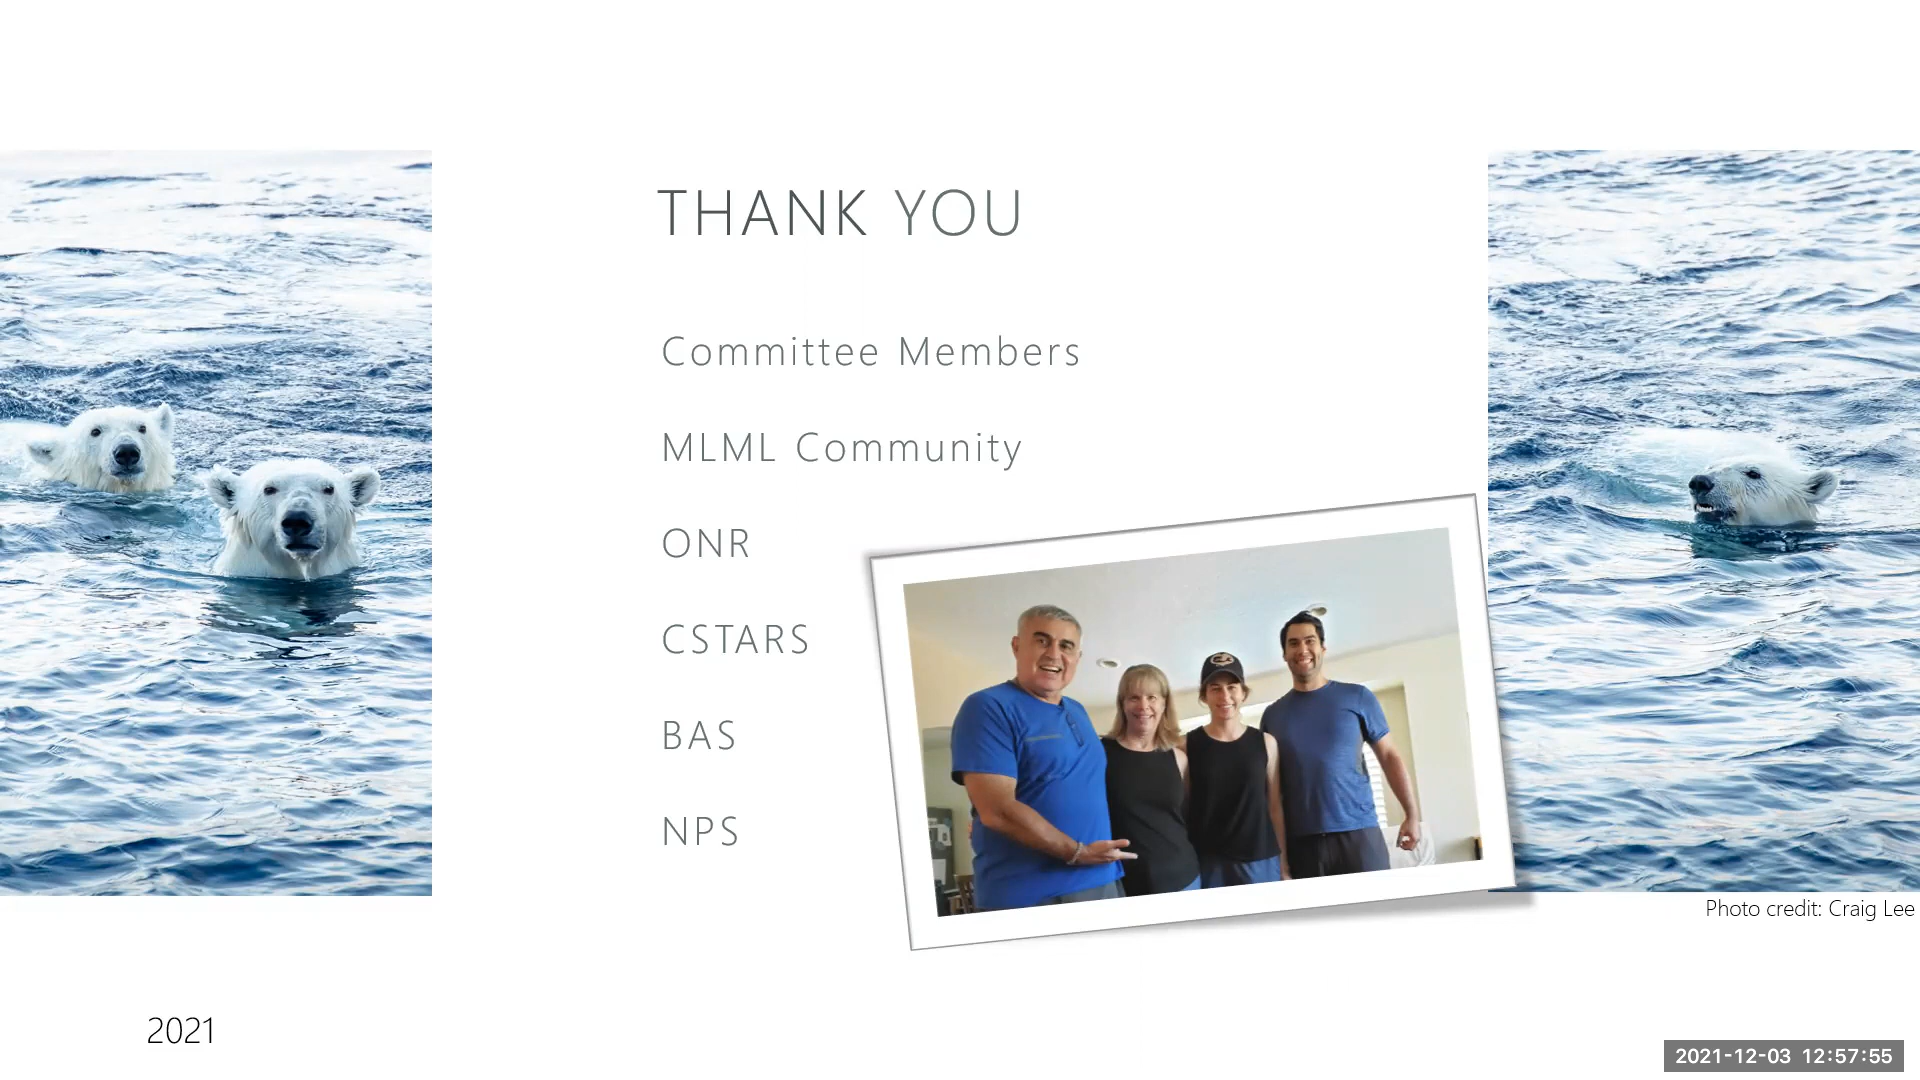 THANK YOU
Committee Members
MLML Community
ONR
CSTARS
BAS
NPS
Photo credit: Craig Lee
2021
2021-12-03 12:57:55